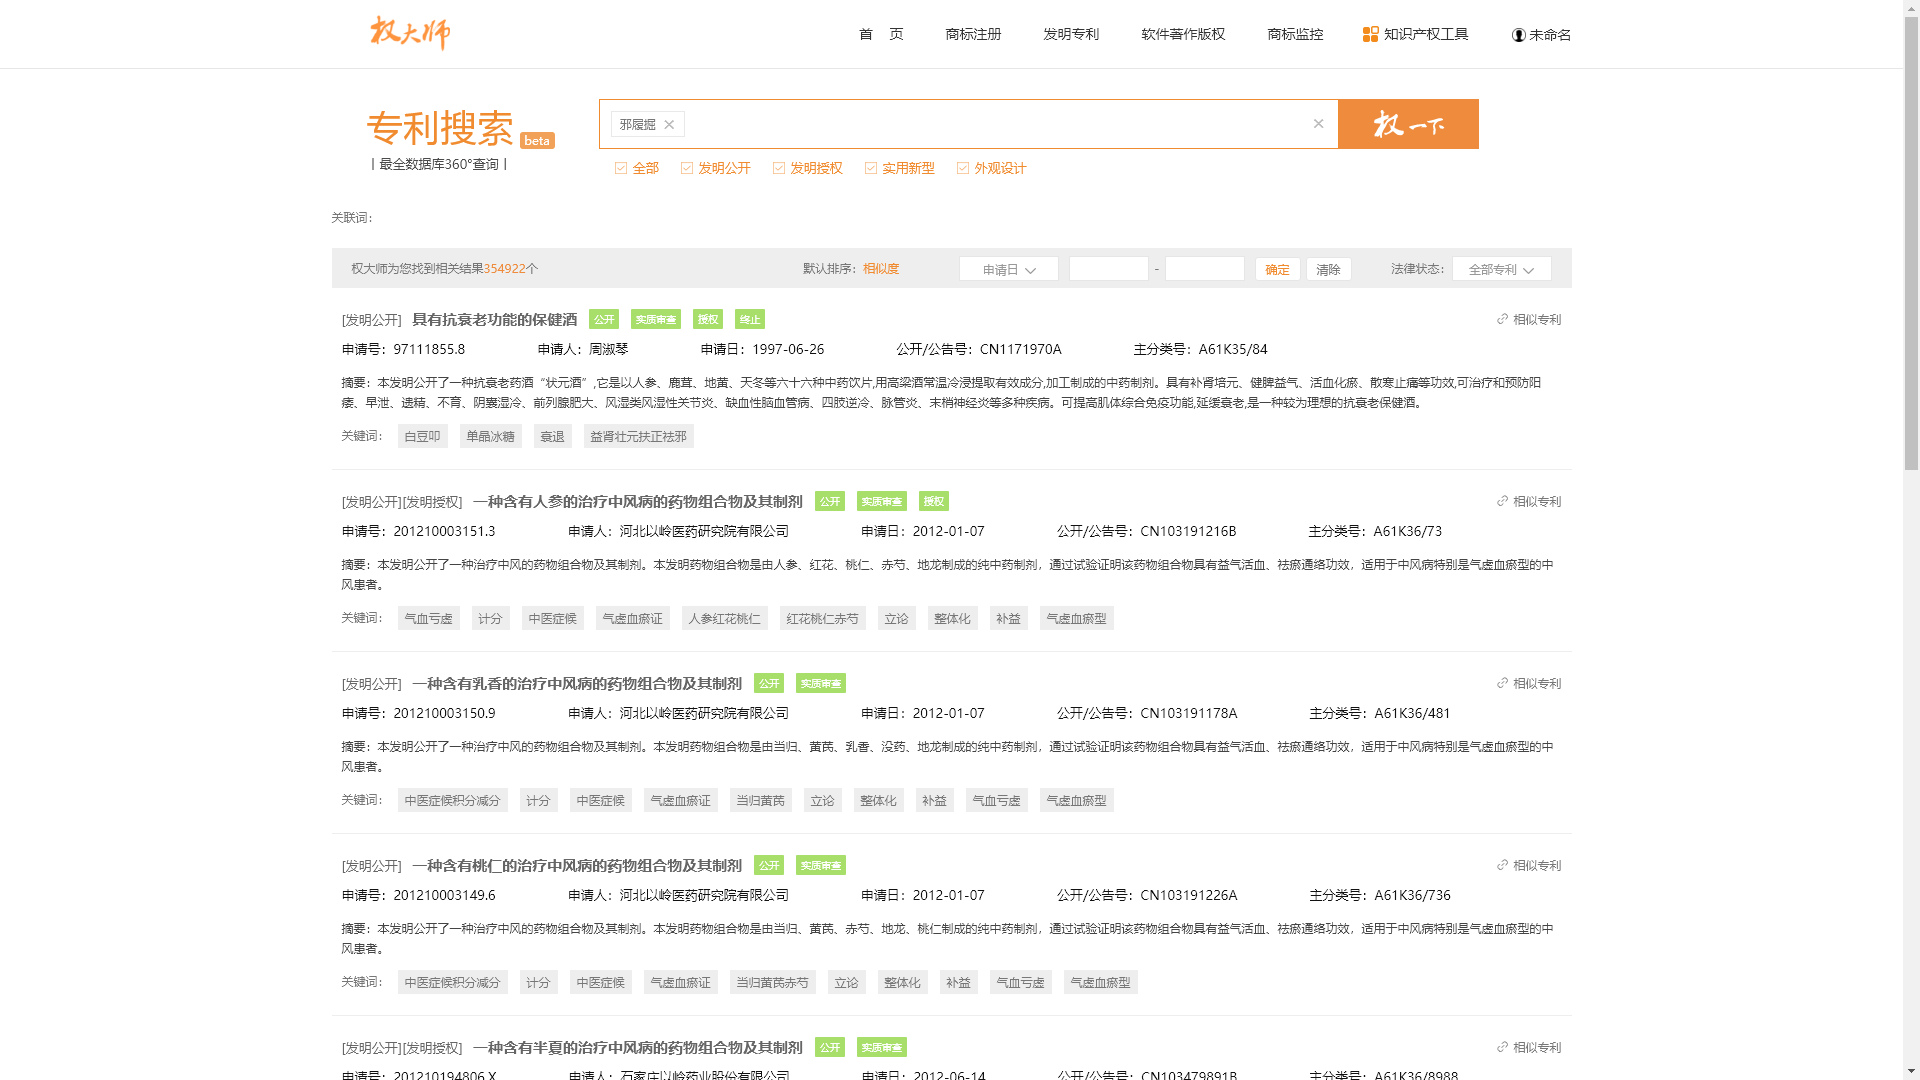 权大师
首 页 商标注册 发明专利 软件著作版权 商标监控 知识产权工具 未命名
专利搜索 beta
丨最全数据库360°查询丨
邪履掘 × × 权一下
全部 发明公开 发明授权 实用新型 外观设计
关联词:
权大师为您找到相关结果354922个 默认排序： 相似度 申请日 - 确定 清除 法律状态： 全部专利
[发明公开] 具有抗衰老功能的保健酒 公开 实质审查 授权 终止 相似专利
申请号：97111855.8 申请人：周淑琴 申请日：1997-06-26 公开/公告号：CN1171970A 主分类号：A61K35/84
摘要：本发明公开了一种抗衰老药酒“状元酒”,它是以人参、鹿茸、地黄、天冬等六十六种中药饮片,用高梁酒常温冷浸提取有效成分,加工制成的中药制剂。具有补肾培元、健脾益气、活血化瘀、散寒止痛等功效,可治疗和预防阳
痿、早泄、遗精、不育、阴囊湿冷、前列腺肥大、风湿类风湿性关节炎、缺血性脑血管病、四肢逆冷、脉管炎、末梢神经炎等多种疾病。可提高肌体综合免疫功能,延缓衰老,是一种较为理想的抗衰老保健酒。
关键词： 白豆叩 单晶冰糖 衰退 益肾壮元扶正祛邪
[发明公开][发明授权] 一种含有人参的治疗中风病的药物组合物及其制剂 公开 实质审查 授权 相似专利
申请号：201210003151.3 申请人：河北以岭医药研究院有限公司 申请日：2012-01-07 公开/公告号：CN103191216B 主分类号：A61K36/73
摘要：本发明公开了一种治疗中风的药物组合物及其制剂。本发明药物组合物是由人参、红花、桃仁、赤芍、地龙制成的纯中药制剂，通过试验证明该药物组合物具有益气活血、祛瘀通络功效，适用于中风病特别是气虚血瘀型的中
风患者。
关键词： 气血亏虚 计分 中医症候 气虚血瘀证 人参红花桃仁 红花桃仁赤芍 立论 整体化 补益 气虚血瘀型
[发明公开] 一种含有乳香的治疗中风病的药物组合物及其制剂 公开 实质审查 相似专利
申请号：201210003150.9 申请人：河北以岭医药研究院有限公司 申请日：2012-01-07 公开/公告号：CN103191178A 主分类号：A61K36/481
摘要：本发明公开了一种治疗中风的药物组合物及其制剂。本发明药物组合物是由当归、黄芪、乳香、没药、地龙制成的纯中药制剂，通过试验证明该药物组合物具有益气活血、祛瘀通络功效，适用于中风病特别是气虚血瘀型的中
风患者。
关键词： 中医症候积分减分 计分 中医症候 气虚血瘀证 当归黄芪 立论 整体化 补益 气血亏虚 气虚血瘀型
[发明公开] 一种含有桃仁的治疗中风病的药物组合物及其制剂 公开 实质审查 相似专利
申请号：201210003149.6 申请人：河北以岭医药研究院有限公司 申请日：2012-01-07 公开/公告号：CN103191226A 主分类号：A61K36/736
摘要：本发明公开了一种治疗中风的药物组合物及其制剂。本发明药物组合物是由当归、黄芪、赤芍、地龙、桃仁制成的纯中药制剂，通过试验证明该药物组合物具有益气活血、祛瘀通络功效，适用于中风病特别是气虚血瘀型的中
风患者。
关键词： 中医症候积分减分 计分 中医症候 气虚血瘀证 当归黄芪赤芍 立论 整体化 补益 气血亏虚 气虚血瘀型
[发明公开][发明授权] 一种含有半夏的治疗中风病的药物组合物及其制剂 公开 实质审查 相似专利
申请号：201210194806.X 申请人：石家庄以岭药业股份有限公司 申请日：2012-06-14 公开/公告号：CN103479891B 主分类号：A61K36/8988